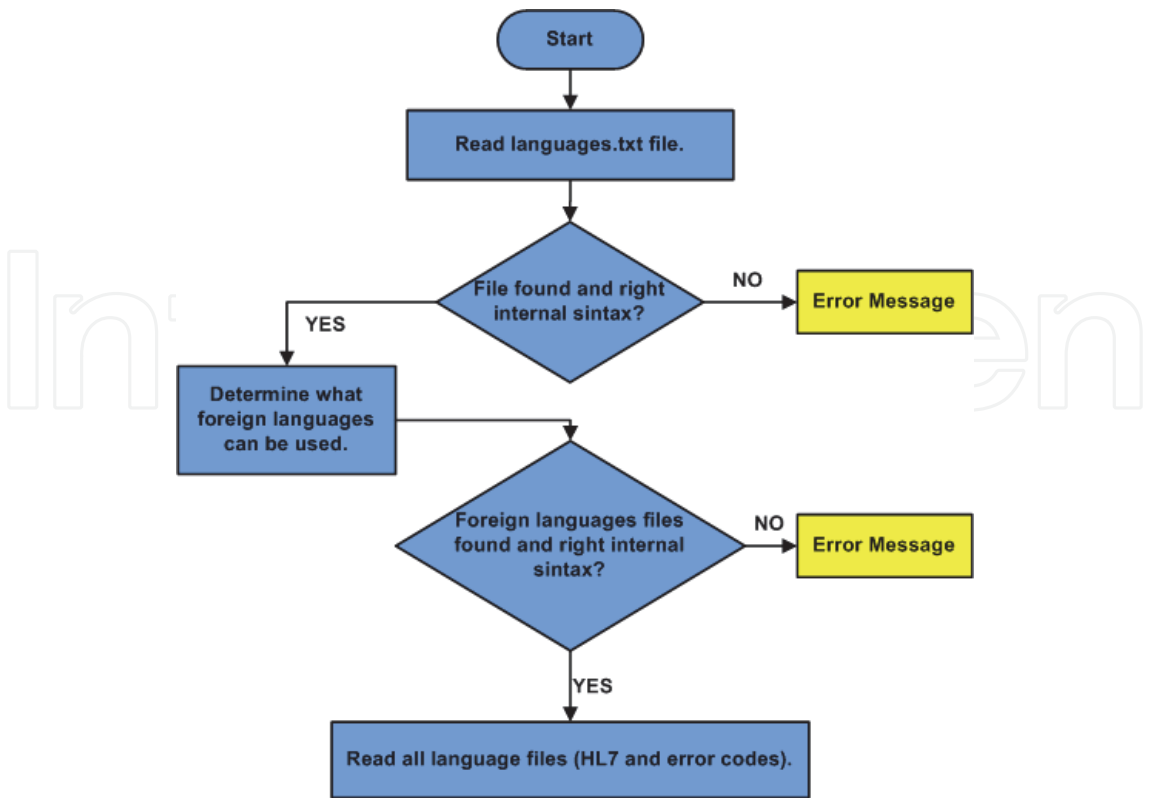 Start
Read languages.txt file.
File found and right
internal sintax?
NO
Error Message
YES
Determine what
foreign languages
can be used.
Foreign languages files
found and right internal
sintax?
NO
Error Message
YES
Read all language files (HL7 and error codes).